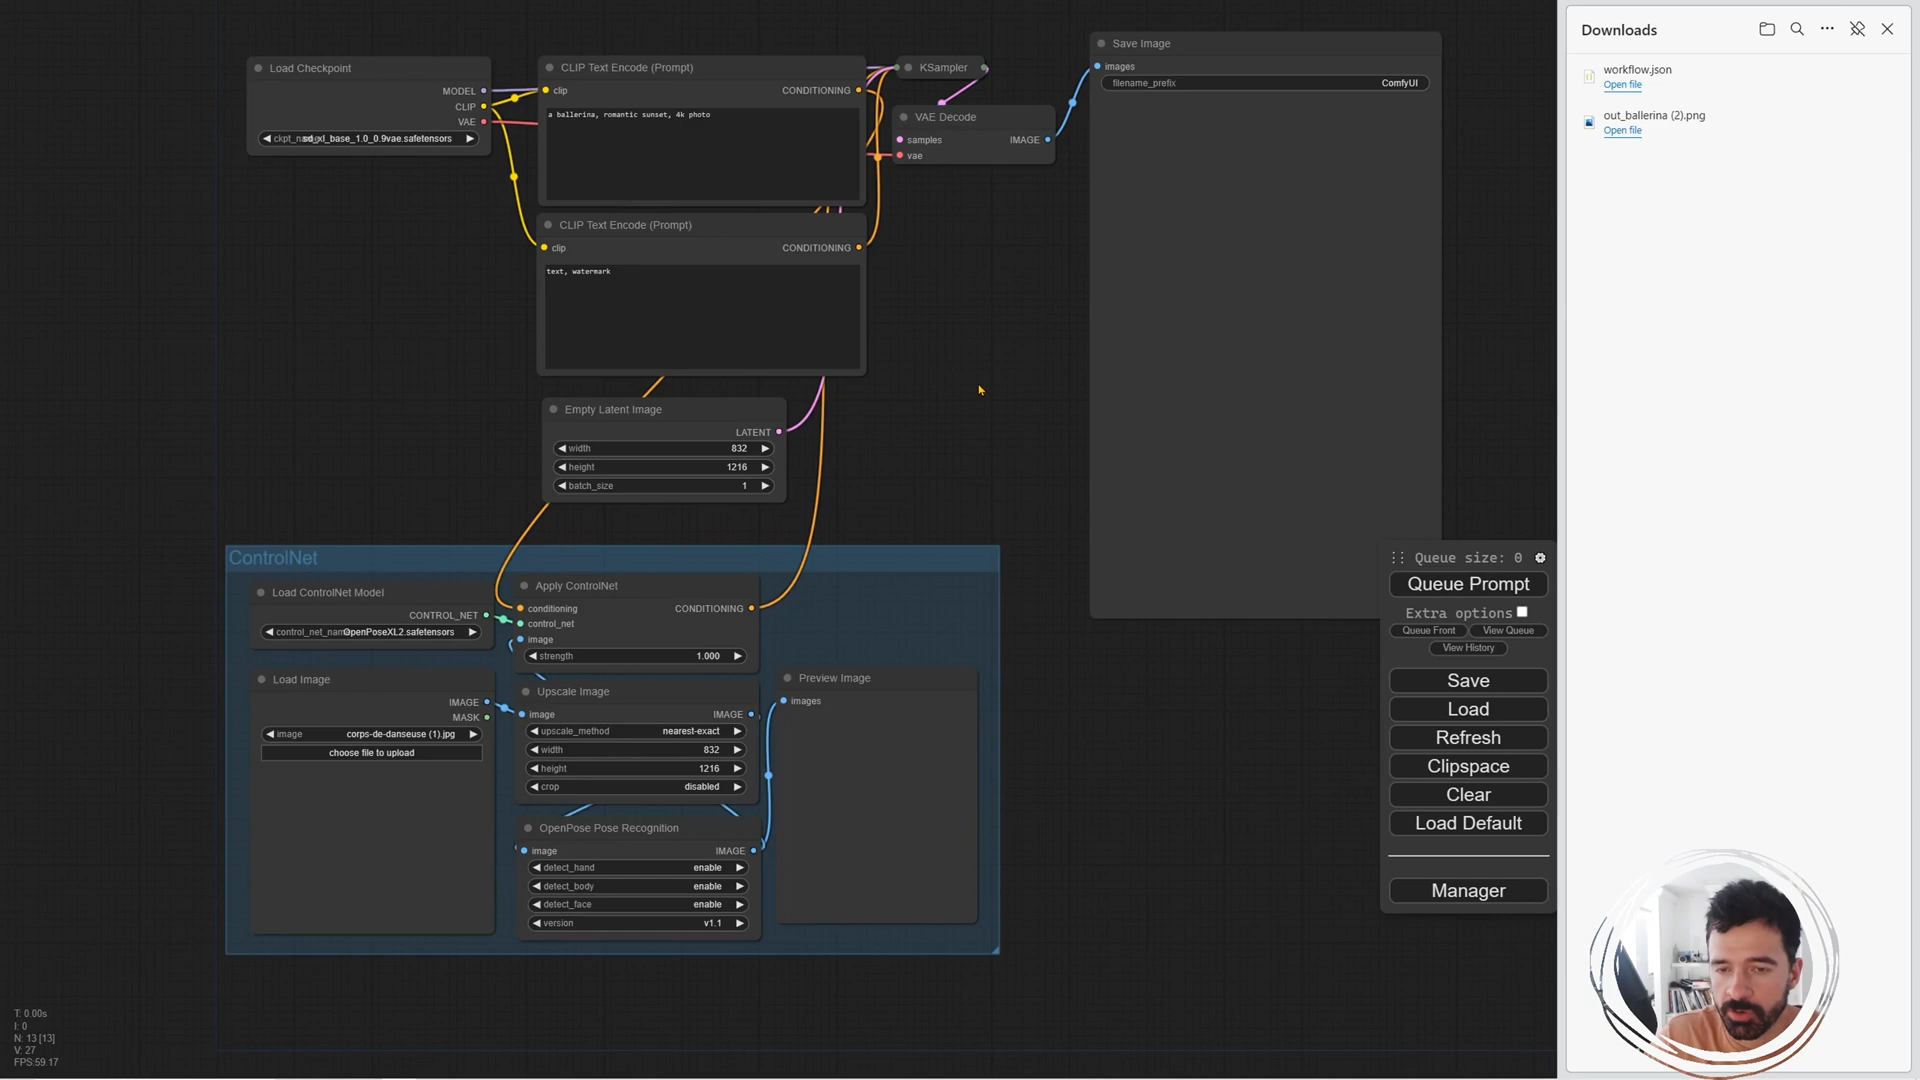 Load Checkpoint
MODEL
CLIP
VAE
xl_base_1.0_0.9vae.safetensors
CLIP Text Encode (Prompt)
clip
CONDITIONING
a ballerina, romantic sunset, 4k photo
CLIP Text Encode (Prompt)
clip
CONDITIONING
text, watermark
KSampler
VAE Decode
samples
IMAGE
vae
Save Image
images
filename_prefix
ComfyUI
Empty Latent Image
LATENT
width 832
height 1216
batch_size 1
ControlNet
Load ControlNet Model
CONTROL_NET
OpenPoseXL2.safetensors
Apply ControlNet
conditioning
CONDITIONING
control_net
image
strength 1.000
Load Image
IMAGE
MASK
image corps-de-danseuse (1).jpg
choose file to upload
Upscale Image
image
IMAGE
upscale_method nearest-exact
width 832
height 1216
crop disabled
OpenPose Pose Recognition
image
IMAGE
detect_hand enable
detect_body enable
detect_face enable
version v1.1
Preview Image
images
Queue size: 0
Queue Prompt
Extra options
Queue Front
View Queue
View History
Save
Load
Refresh
Clipspace
Clear
Load Default
Manager
Downloads
workflow.json
Open file
out_ballerina (2).png
Open file
T: 0.00s
I: 0
N: 13 [13]
V: 27
FPS:59.17